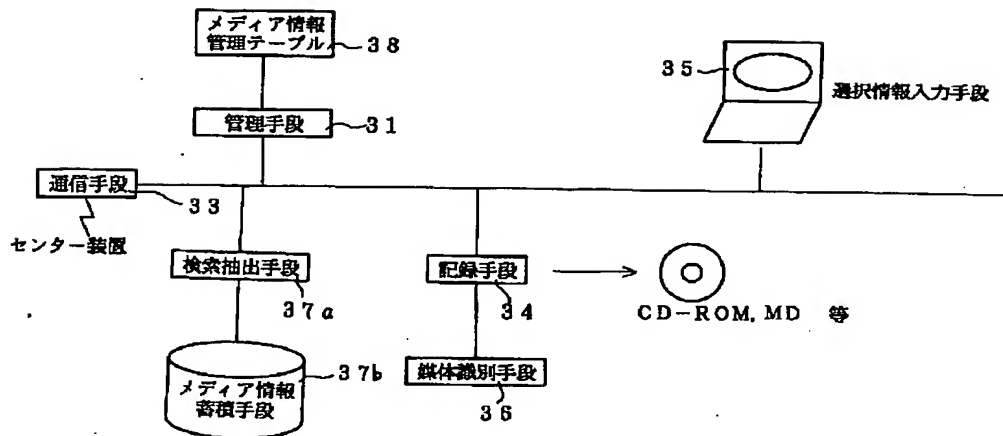 メディア情報
管理テーブル
38
管理手段
31
35
選択情報入力手段
通信手段
33
センター装置
検索抽出手段
37a
記録手段
34
CD-ROM, MD 等
メディア情報
蓄積手段
37b
媒体識別手段
36